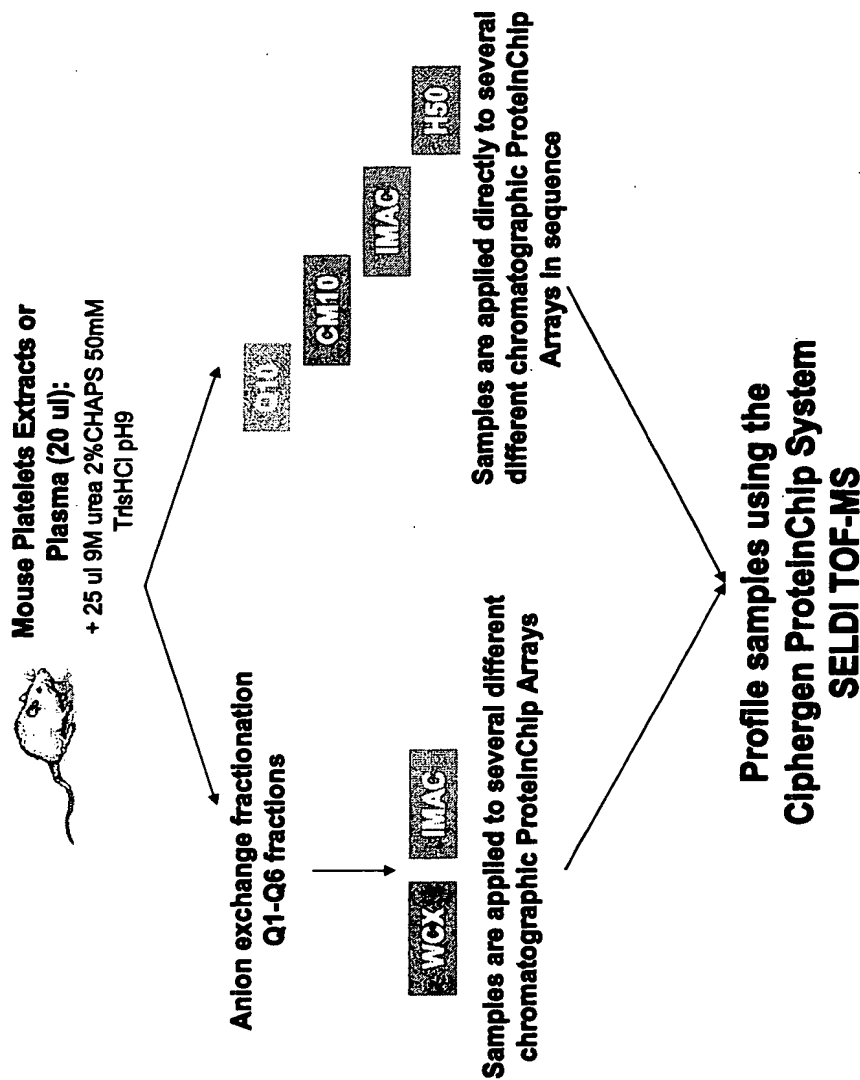 Mouse Platelets Extracts or
Plasma (20 ul):
+ 25 ul 9M urea 2%CHAPS 50mM
TrisHCl pH9
Anion exchange fractionation
Q1-Q6 fractions
WCX
IMAC
Samples are applied to several different
chromatographic ProteinChip Arrays
Q10
CM10
IMAC
H50
Samples are applied directly to several
different chromatographic ProteinChip
Arrays in sequence
Profile samples using the
Ciphergen ProteinChip System
SELDI TOF-MS